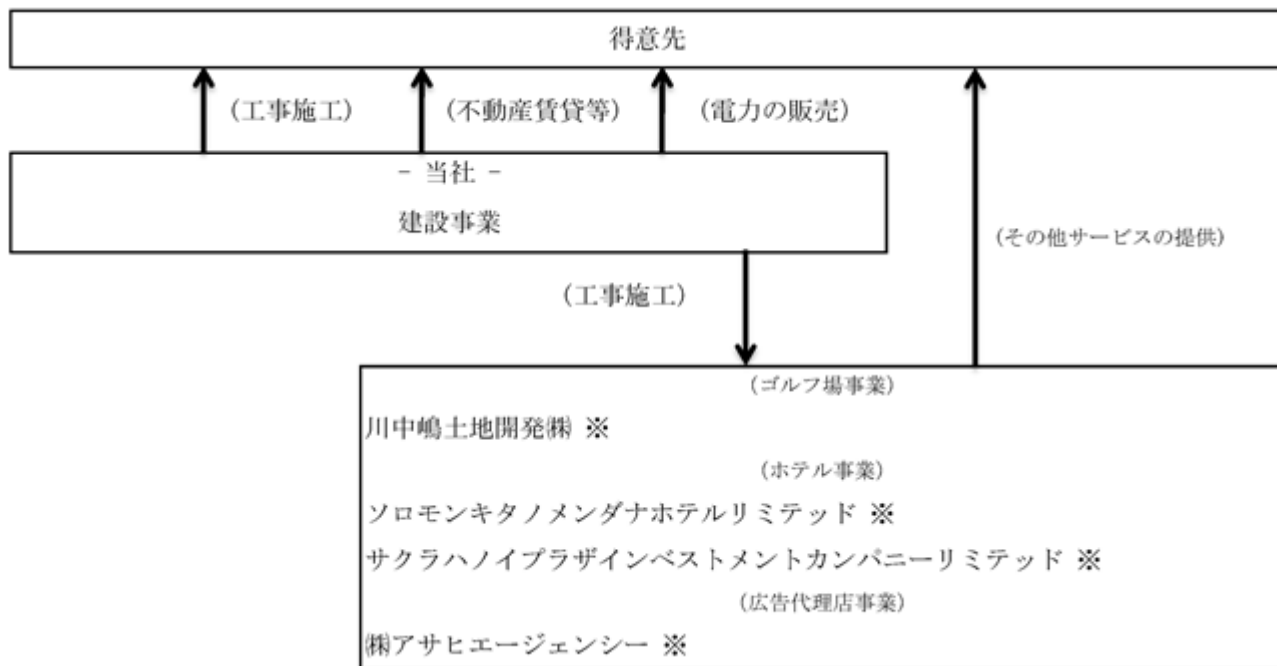 得意先
(工事施工)
(不動産賃貸等)
(電力の販売)
－ 当社 －
建設事業
(その他サービスの提供)
(工事施工)
(ゴルフ場事業)
川中嶋土地開発㈱ ※
(ホテル事業)
ソロモンキタノメンダナホテルリミテッド ※
サクラハノイプラザインベストメントカンパニーリミテッド ※
(広告代理店事業)
㈱アサヒエージェンシー ※